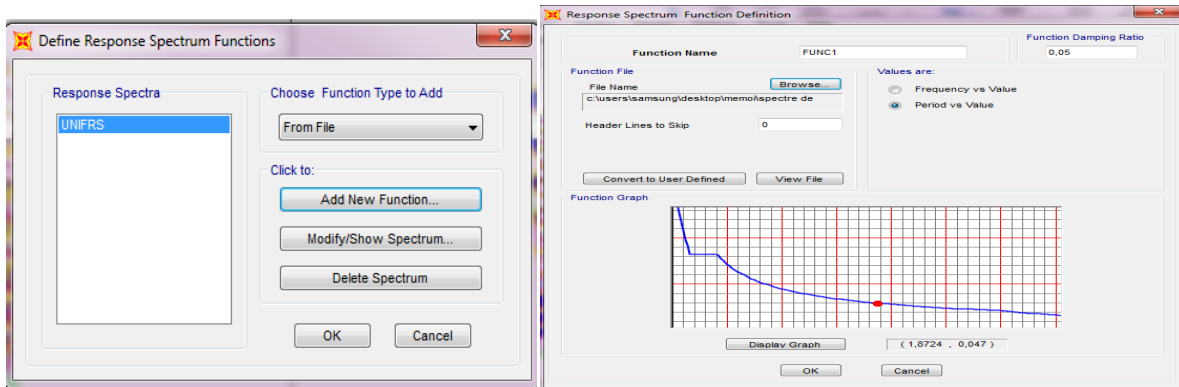 Define Response Spectrum Functions
Response Spectra
UNIFRS
Choose Function Type to Add
From File
Click to:
Add New Function...
Modify/Show Spectrum...
Delete Spectrum
OK
Cancel
Response Spectrum Function Definition
Function Name
FUNC1
Function Damping Ratio
0,05
Function File
File Name
Browse...
c:\users\samsung\desktop\memoi\spectre de
Header Lines to Skip
0
Convert to User Defined
View File
Values are:
Frequency vs Value
Period vs Value
Function Graph
Display Graph
( 1,8724 , 0,047 )
OK
Cancel